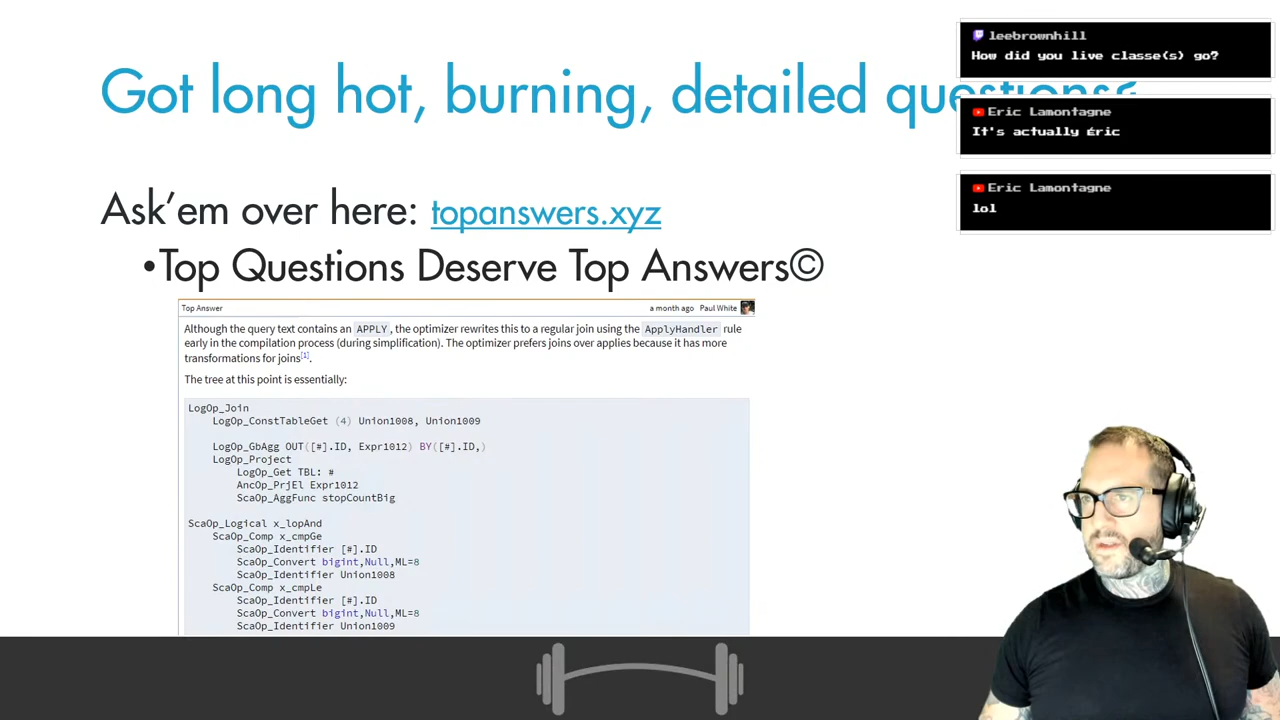 Got long hot, burning, detailed questions?
Ask'em over here: topanswers.xyz
•Top Questions Deserve Top Answers©
Top Answer
a month ago Paul White
Although the query text contains an APPLY, the optimizer rewrites this to a regular join using the ApplyHandler rule
early in the compilation process (during simplification). The optimizer prefers joins over applies because it has more
transformations for joins[1].
The tree at this point is essentially:
LogOp_Join
LogOp_ConstTableGet (4) Union1008, Union1009
LogOp_GbAgg OUT([#].ID, Expr1012) BY([#].ID,)
LogOp_Project
LogOp_Get TBL: #
AncOp_PrjEl Expr1012
ScaOp_AggFunc stopCountBig
ScaOp_Logical x_lopAnd
ScaOp_Comp x_cmpGe
ScaOp_Identifier [#].ID
ScaOp_Convert bigint,Null,ML=8
ScaOp_Identifier Union1008
ScaOp_Comp x_cmpLe
ScaOp_Identifier [#].ID
ScaOp_Convert bigint,Null,ML=8
ScaOp_Identifier Union1009
leebrownhill
How did you live classe(s) go?
Eric Lamontagne
It's actually Éric
Eric Lamontagne
lol